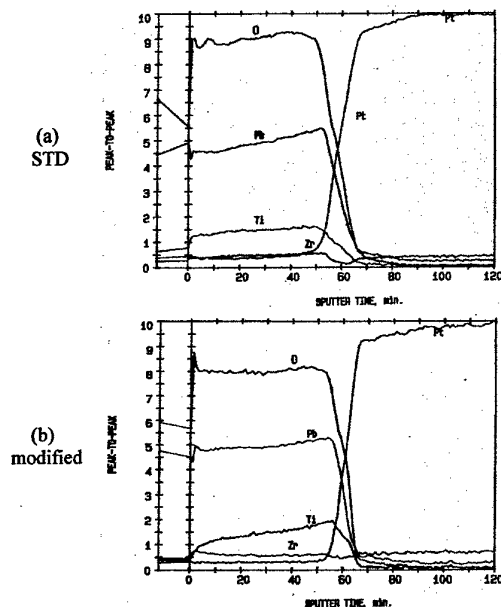 (a)
STD
PEAK-TO-PEAK
10
9
8
7
6
5
4
3
2
1
0
O
Pb
Ti
Zr
Pt
Pt
0 20 40 60 80 100 120
SPUTTER TIME, min.
(b)
modified
PEAK-TO-PEAK
10
9
8
7
6
5
4
3
2
1
0
O
Pb
Ti
Zr
Pt
0 20 40 60 80 100 120
SPUTTER TIME, min.